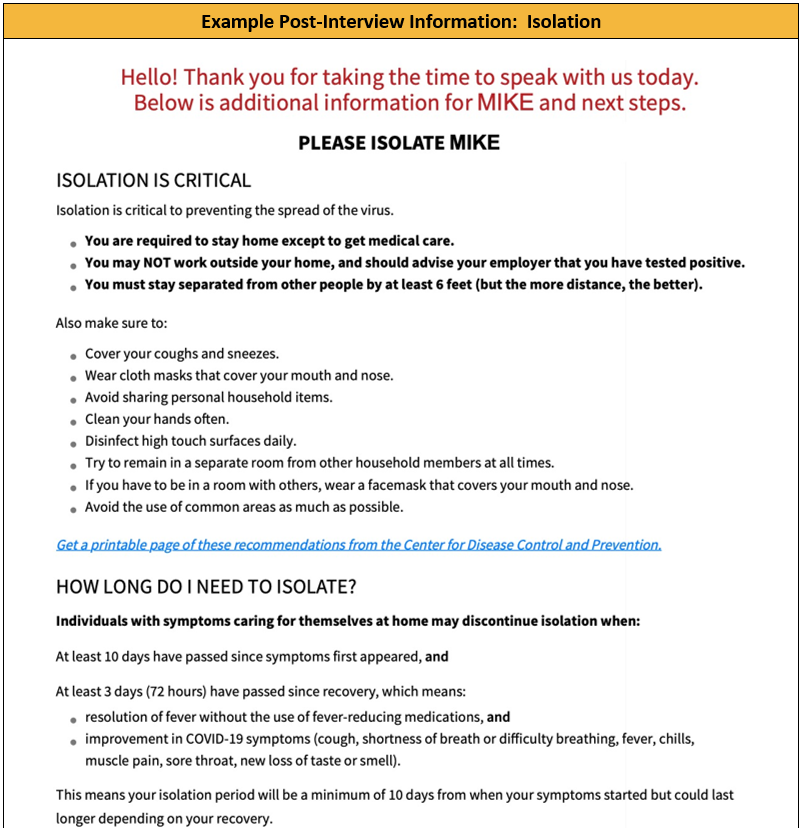 Example Post-Interview Information:  Isolation
Hello! Thank you for taking the time to speak with us today.
Below is additional information for MIKE and next steps.
PLEASE ISOLATE MIKE
ISOLATION IS CRITICAL
Isolation is critical to preventing the spread of the virus.
You are required to stay home except to get medical care.
You may NOT work outside your home, and should advise your employer that you have tested positive.
You must stay separated from other people by at least 6 feet (but the more distance, the better).
Also make sure to:
Cover your coughs and sneezes.
Wear cloth masks that cover your mouth and nose.
Avoid sharing personal household items.
Clean your hands often.
Disinfect high touch surfaces daily.
Try to remain in a separate room from other household members at all times.
If you have to be in a room with others, wear a facemask that covers your mouth and nose.
Avoid the use of common areas as much as possible.
Get a printable page of these recommendations from the Center for Disease Control and Prevention.
HOW LONG DO I NEED TO ISOLATE?
Individuals with symptoms caring for themselves at home may discontinue isolation when:
At least 10 days have passed since symptoms first appeared, and
At least 3 days (72 hours) have passed since recovery, which means:
resolution of fever without the use of fever-reducing medications, and
improvement in COVID-19 symptoms (cough, shortness of breath or difficulty breathing, fever, chills,
muscle pain, sore throat, new loss of taste or smell).
This means your isolation period will be a minimum of 10 days from when your symptoms started but could last
longer depending on your recovery.